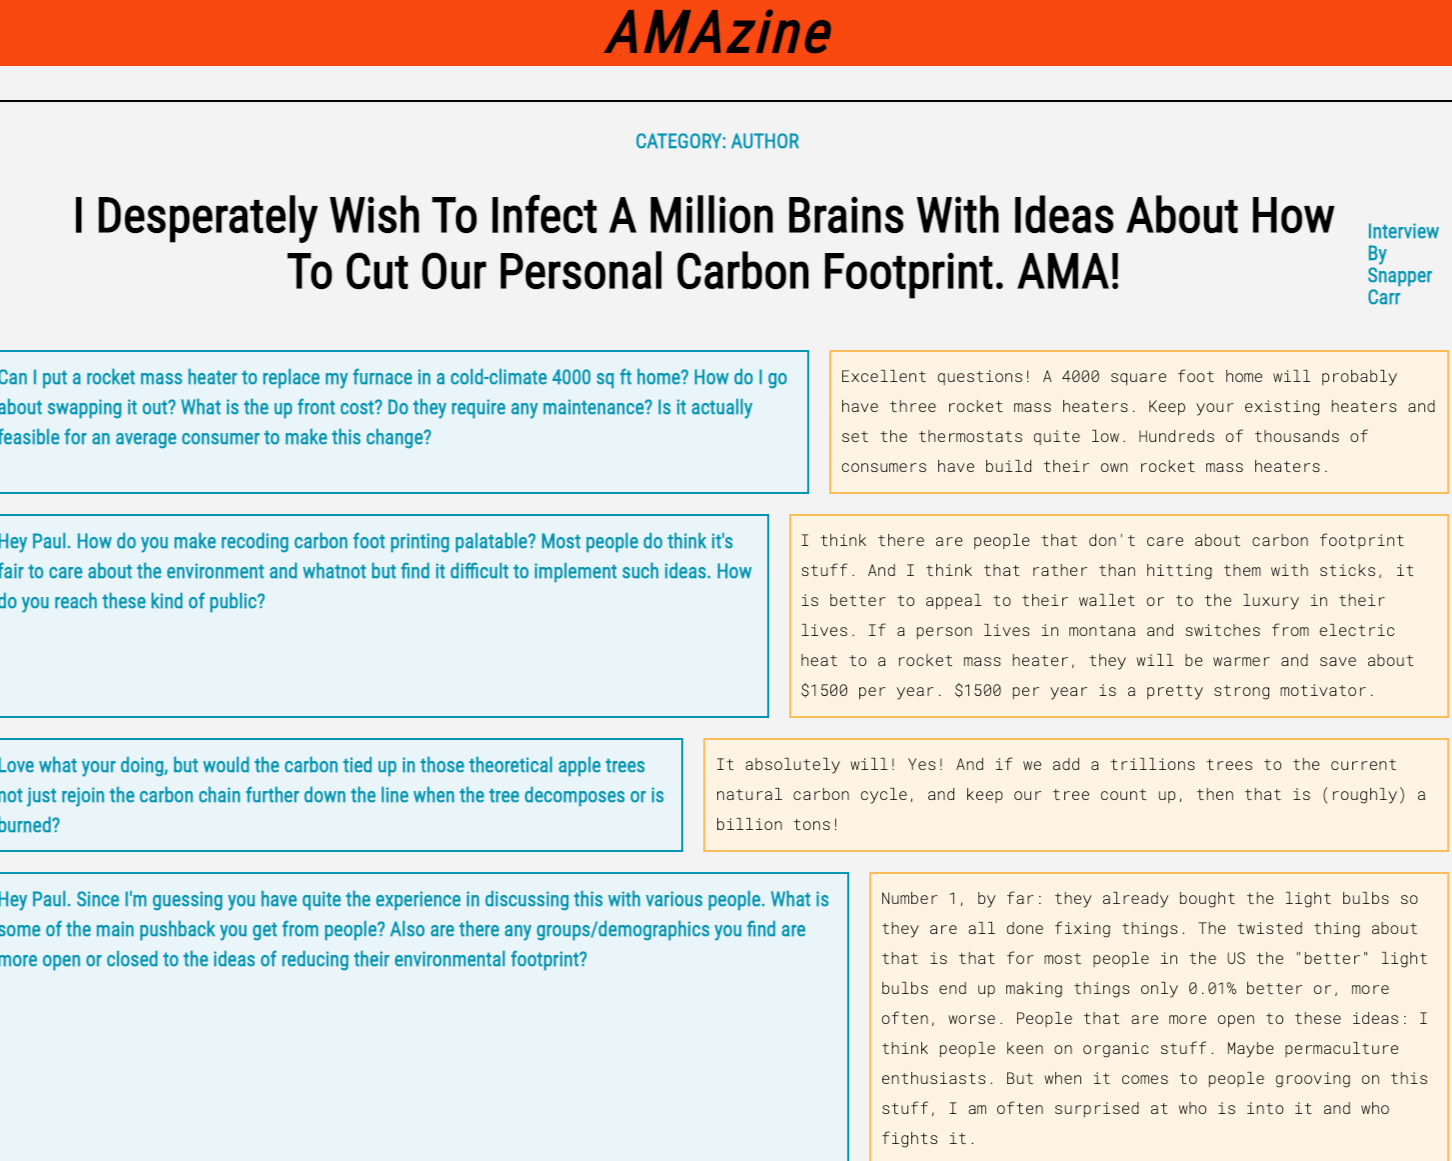 AMAzine
CATEGORY: AUTHOR
I Desperately Wish To Infect A Million Brains With Ideas About How
To Cut Our Personal Carbon Footprint. AMA!
Interview
By
Snapper
Carr
Can I put a rocket mass heater to replace my furnace in a cold-climate 4000 sq ft home? How do I go
about swapping it out? What is the up front cost? Do they require any maintenance? Is it actually
feasible for an average consumer to make this change?
Excellent questions! A 4000 square foot home will probably
have three rocket mass heaters. Keep your existing heaters and
set the thermostats quite low. Hundreds of thousands of
consumers have build their own rocket mass heaters.
Hey Paul. How do you make recoding carbon foot printing palatable? Most people do think it's
fair to care about the environment and whatnot but find it difficult to implement such ideas. How
do you reach these kind of public?
I think there are people that don't care about carbon footprint
stuff. And I think that rather than hitting them with sticks, it
is better to appeal to their wallet or to the luxury in their
lives. If a person lives in montana and switches from electric
heat to a rocket mass heater, they will be warmer and save about
$1500 per year. $1500 per year is a pretty strong motivator.
Love what your doing, but would the carbon tied up in those theoretical apple trees
not just rejoin the carbon chain further down the line when the tree decomposes or is
burned?
It absolutely will! Yes! And if we add a trillions trees to the current
natural carbon cycle, and keep our tree count up, then that is (roughly) a
billion tons!
Hey Paul. Since I'm guessing you have quite the experience in discussing this with various people. What is
some of the main pushback you get from people? Also are there any groups/demographics you find are
more open or closed to the ideas of reducing their environmental footprint?
Number 1, by far: they already bought the light bulbs so
they are all done fixing things. The twisted thing about
that is that for most people in the US the "better" light
bulbs end up making things only 0.01% better or, more
often, worse. People that are more open to these ideas: I
think people keen on organic stuff. Maybe permaculture
enthusiasts. But when it comes to people grooving on this
stuff, I am often surprised at who is into it and who
fights it.